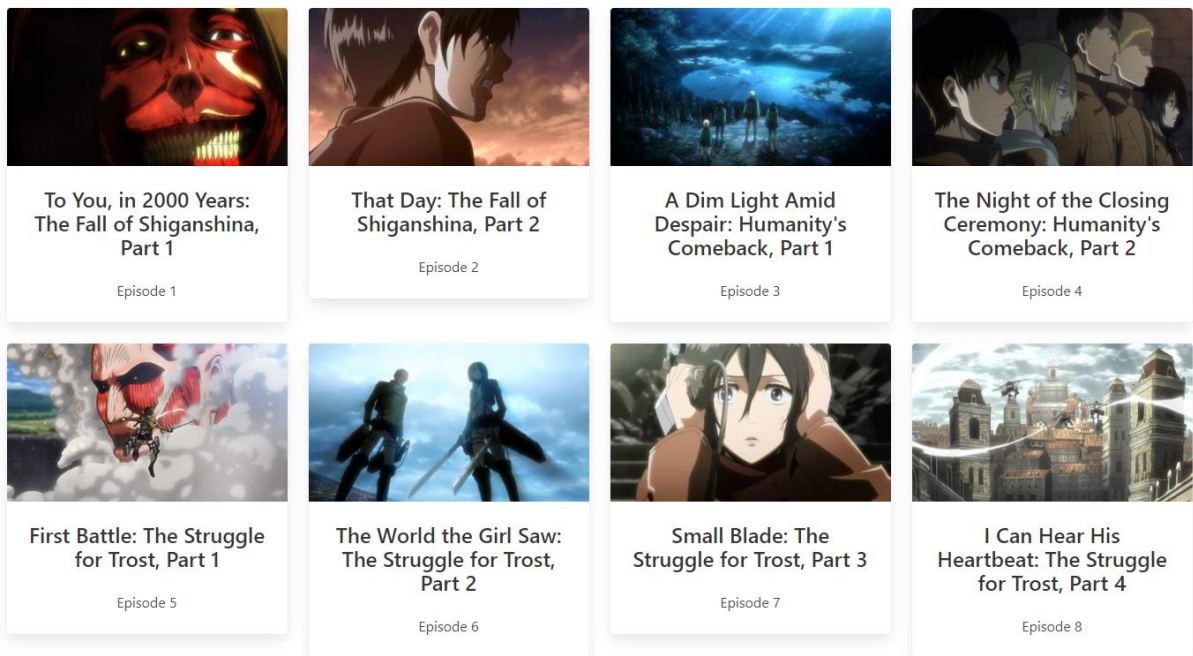 To You, in 2000 Years:
The Fall of Shiganshina,
Part 1
Episode 1
That Day: The Fall of
Shiganshina, Part 2
Episode 2
A Dim Light Amid
Despair: Humanity's
Comeback, Part 1
Episode 3
The Night of the Closing
Ceremony: Humanity's
Comeback, Part 2
Episode 4
First Battle: The Struggle
for Trost, Part 1
Episode 5
The World the Girl Saw:
The Struggle for Trost,
Part 2
Episode 6
Small Blade: The
Struggle for Trost, Part 3
Episode 7
I Can Hear His
Heartbeat: The Struggle
for Trost, Part 4
Episode 8